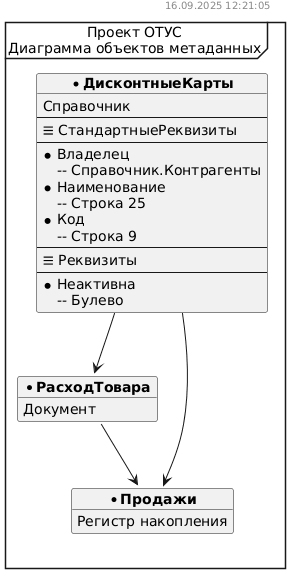 16.09.2025 12:21:05
Проект ОТУС
Диаграмма объектов метаданных
• ДисконтныеКарты
Справочник
☰ СтандартныеРеквизиты
• Владелец
-- Справочник.Контрагенты
• Наименование
-- Строка 25
• Код
-- Строка 9
☰ Реквизиты
• Неактивна
-- Булево
• РасходТовара
Документ
• Продажи
Регистр накопления